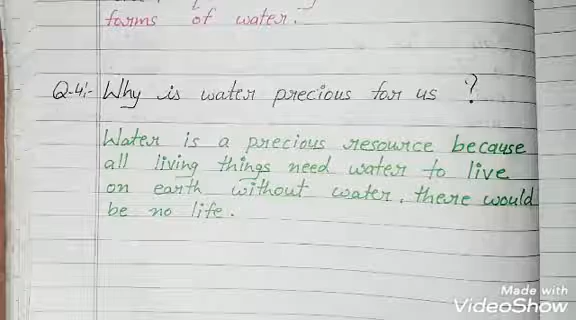 forms of water.
Q-4:- Why is water precious for us ?
Water is a precious resource because
all living things need water to live
on earth without water. there would
be no life.
Made with
VideoShow